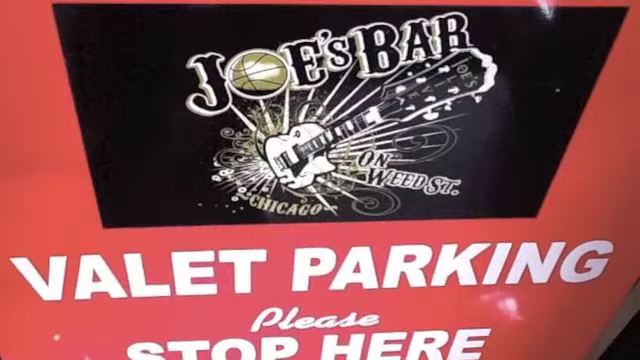 JOE'S BAR
ON
WEED ST.
CHICAGO
VALET PARKING
Please
STOP HERE